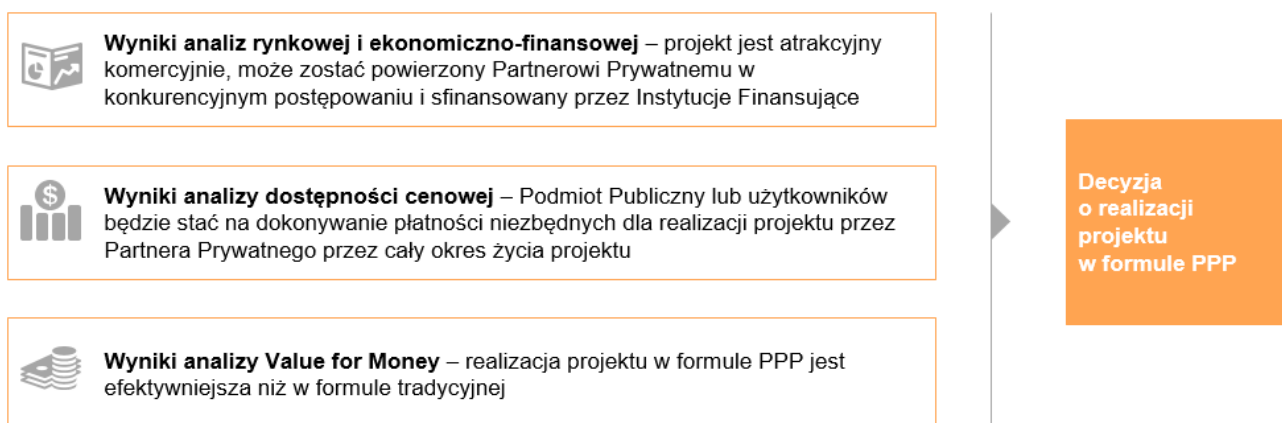 Wyniki analiz rynkowej i ekonomiczno-finansowej – projekt jest atrakcyjny
komercyjnie, może zostać powierzony Partnerowi Prywatnemu w
konkurencyjnym postępowaniu i sfinansowany przez Instytucje Finansujące
$
Wyniki analizy dostępności cenowej – Podmiot Publiczny lub użytkowników
będzie stać na dokonywanie płatności niezbędnych dla realizacji projektu przez
Partnera Prywatnego przez cały okres życia projektu
Wyniki analizy Value for Money – realizacja projektu w formule PPP jest
efektywniejsza niż w formule tradycyjnej
Decyzja
o realizacji
projektu
w formule PPP